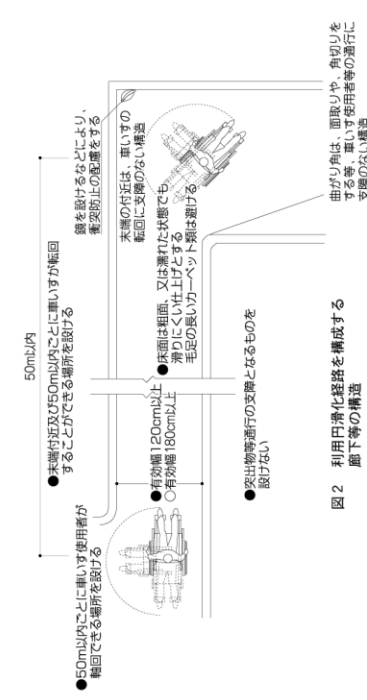 50m以内
●末端付近及び50m以内ごとに車いすが転回
することができる場所を設ける
●50m以内ごとに車いす使用者が
転回できる場所を設ける
鏡を設けるなどにより、
衝突防止の配慮をする
末端の付近は、車いすの
転回に支障のない構造
●有効幅120cm以上
○有効幅180cm以上
●床面は粗面、又は濡れた状態でも
滑りにくい仕上げとする
毛足の長いカーペット類は避ける
●突出物等通行の支障となるものを
設けない
曲がり角は、面取りや、角切りを
する等、車いす使用者等の通行に
支障のない構造
図2 利用円滑化経路を構成する
廊下等の構造